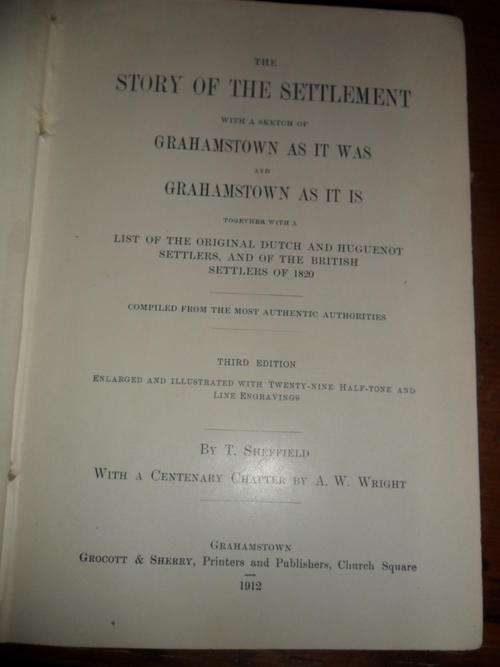 THE
STORY OF THE SETTLEMENT
WITH A SKETCH OF
GRAHAMSTOWN AS IT WAS
AND
GRAHAMSTOWN AS IT IS
TOGETHER WITH A
LIST OF THE ORIGINAL DUTCH AND HUGUENOT
SETTLERS, AND OF THE BRITISH
SETTLERS OF 1820
COMPILED FROM THE MOST AUTHENTIC AUTHORITIES
THIRD EDITION
ENLARGED AND ILLUSTRATED WITH TWENTY-NINE HALF-TONE AND
LINE ENGRAVINGS
BY T. SHEFFIELD
WITH A CENTENARY CHAPTER BY A. W. WRIGHT
GRAHAMSTOWN
GROCOTT & SHERRY, Printers and Publishers, Church Square
1912